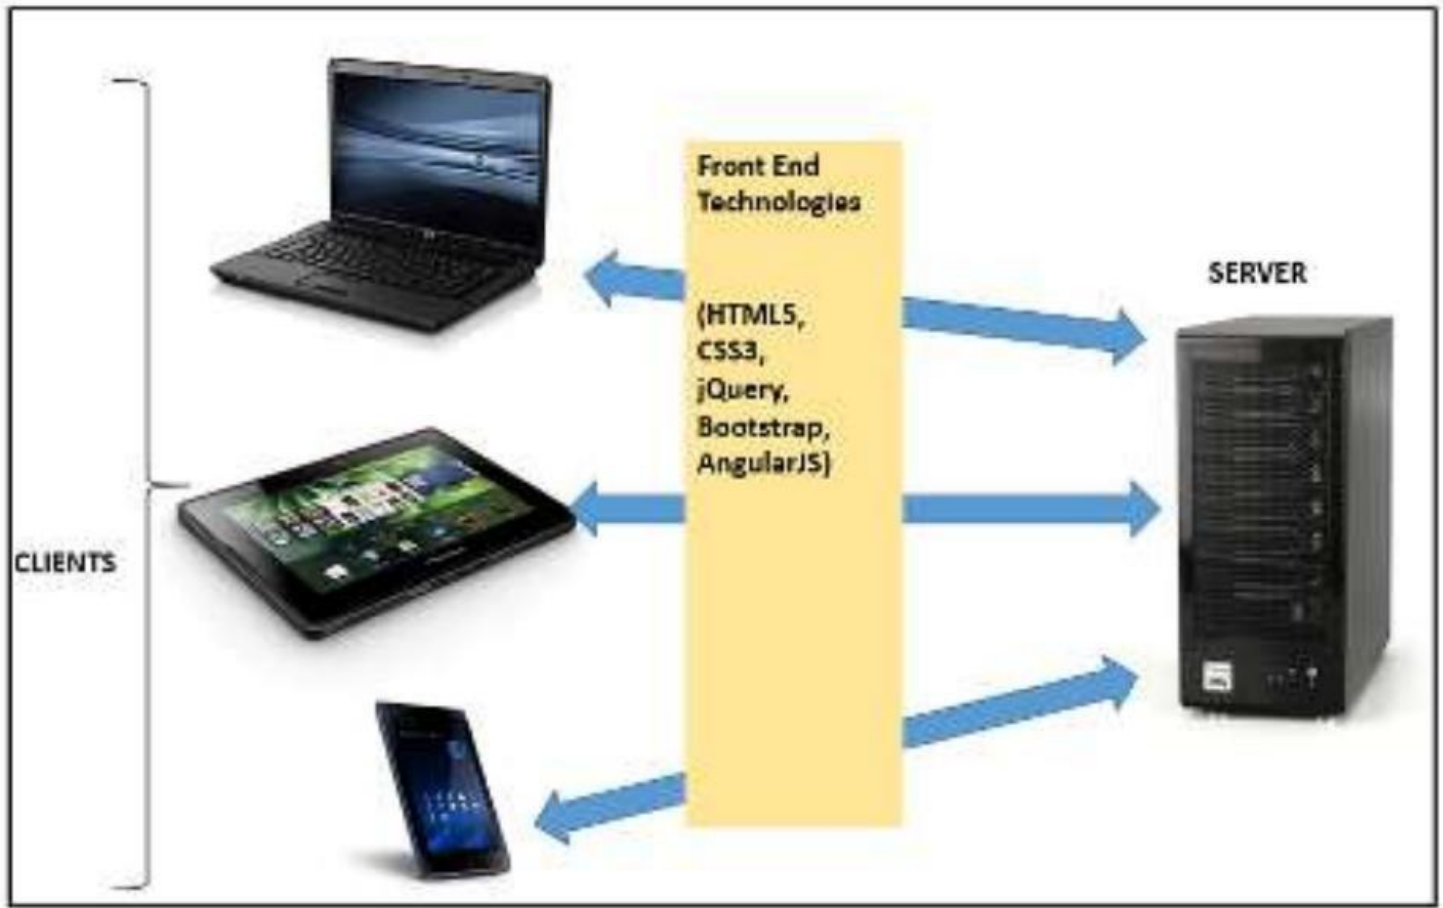 Front End
Technologies
(HTML5,
CSS3,
jQuery,
Bootstrap,
AngularJS)
SERVER
CLIENTS